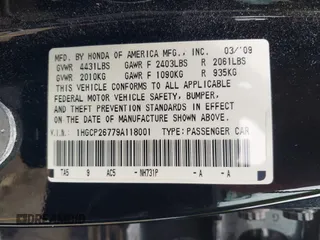 MFD. BY HONDA OF AMERICA MFG., INC. 03/'09
GVWR 4431LBS GAWR F 2403LBS R 2061LBS
GVWR 2010KG GAWR F 1090KG R 935KG
THIS VEHICLE CONFORMS TO ALL APPLICABLE
FEDERAL MOTOR VEHICLE SAFETY, BUMPER,
AND THEFT PREVENTION STANDARDS IN EFFECT
ON THE DATE OF MANUFACTURE SHOWN ABOVE.
V.I.N.: 1HGCP26779A118001 TYPE:PASSENGER CAR
TA5 9 AC5 - NH731P - A - A